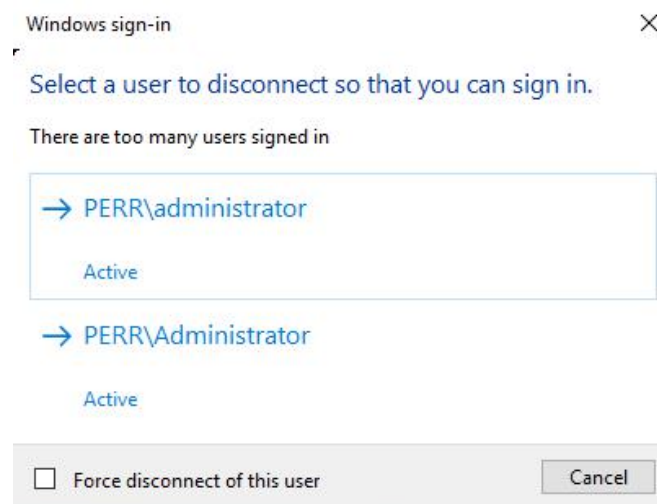 Windows sign-in
Select a user to disconnect so that you can sign in.
There are too many users signed in
PERR\administrator
Active
PERR\Administrator
Active
Force disconnect of this user
Cancel